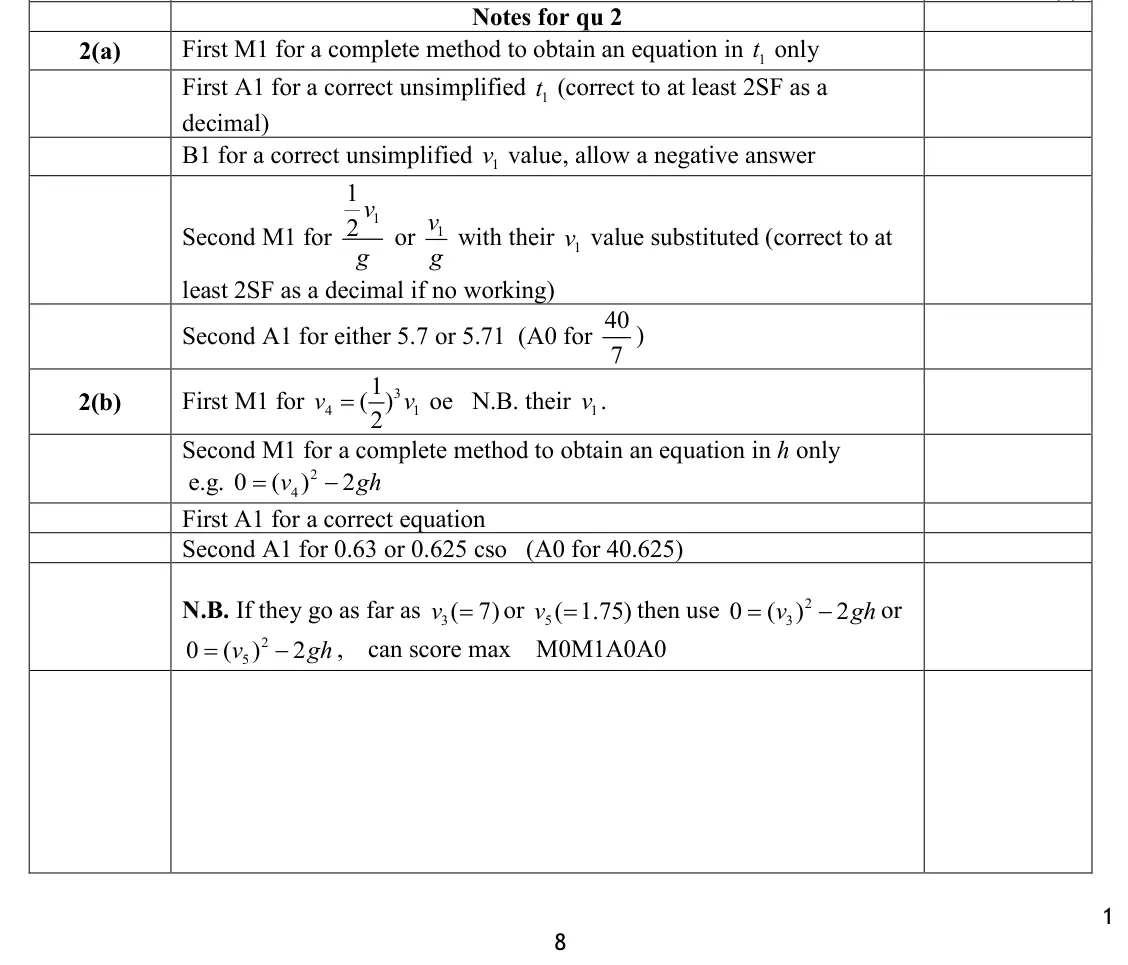 Notes for qu 2
2(a) First M1 for a complete method to obtain an equation in t₁ only
First A1 for a correct unsimplified t₁ (correct to at least 2SF as a
decimal)
B1 for a correct unsimplified v₁ value, allow a negative answer
Second M1 for (1/2 v₁)/g or v₁/g with their v₁ value substituted (correct to at
least 2SF as a decimal if no working)
Second A1 for either 5.7 or 5.71 (A0 for 40/7)
2(b) First M1 for v₄ = (1/2)³v₁ oe N.B. their v₁.
Second M1 for a complete method to obtain an equation in h only
e.g. 0 = (v₄)² − 2gh
First A1 for a correct equation
Second A1 for 0.63 or 0.625 cso (A0 for 40.625)
N.B. If they go as far as v₃(= 7) or v₅(= 1.75) then use 0 = (v₃)² − 2gh or
0 = (v₅)² − 2gh, can score max M0M1A0A0
1
8